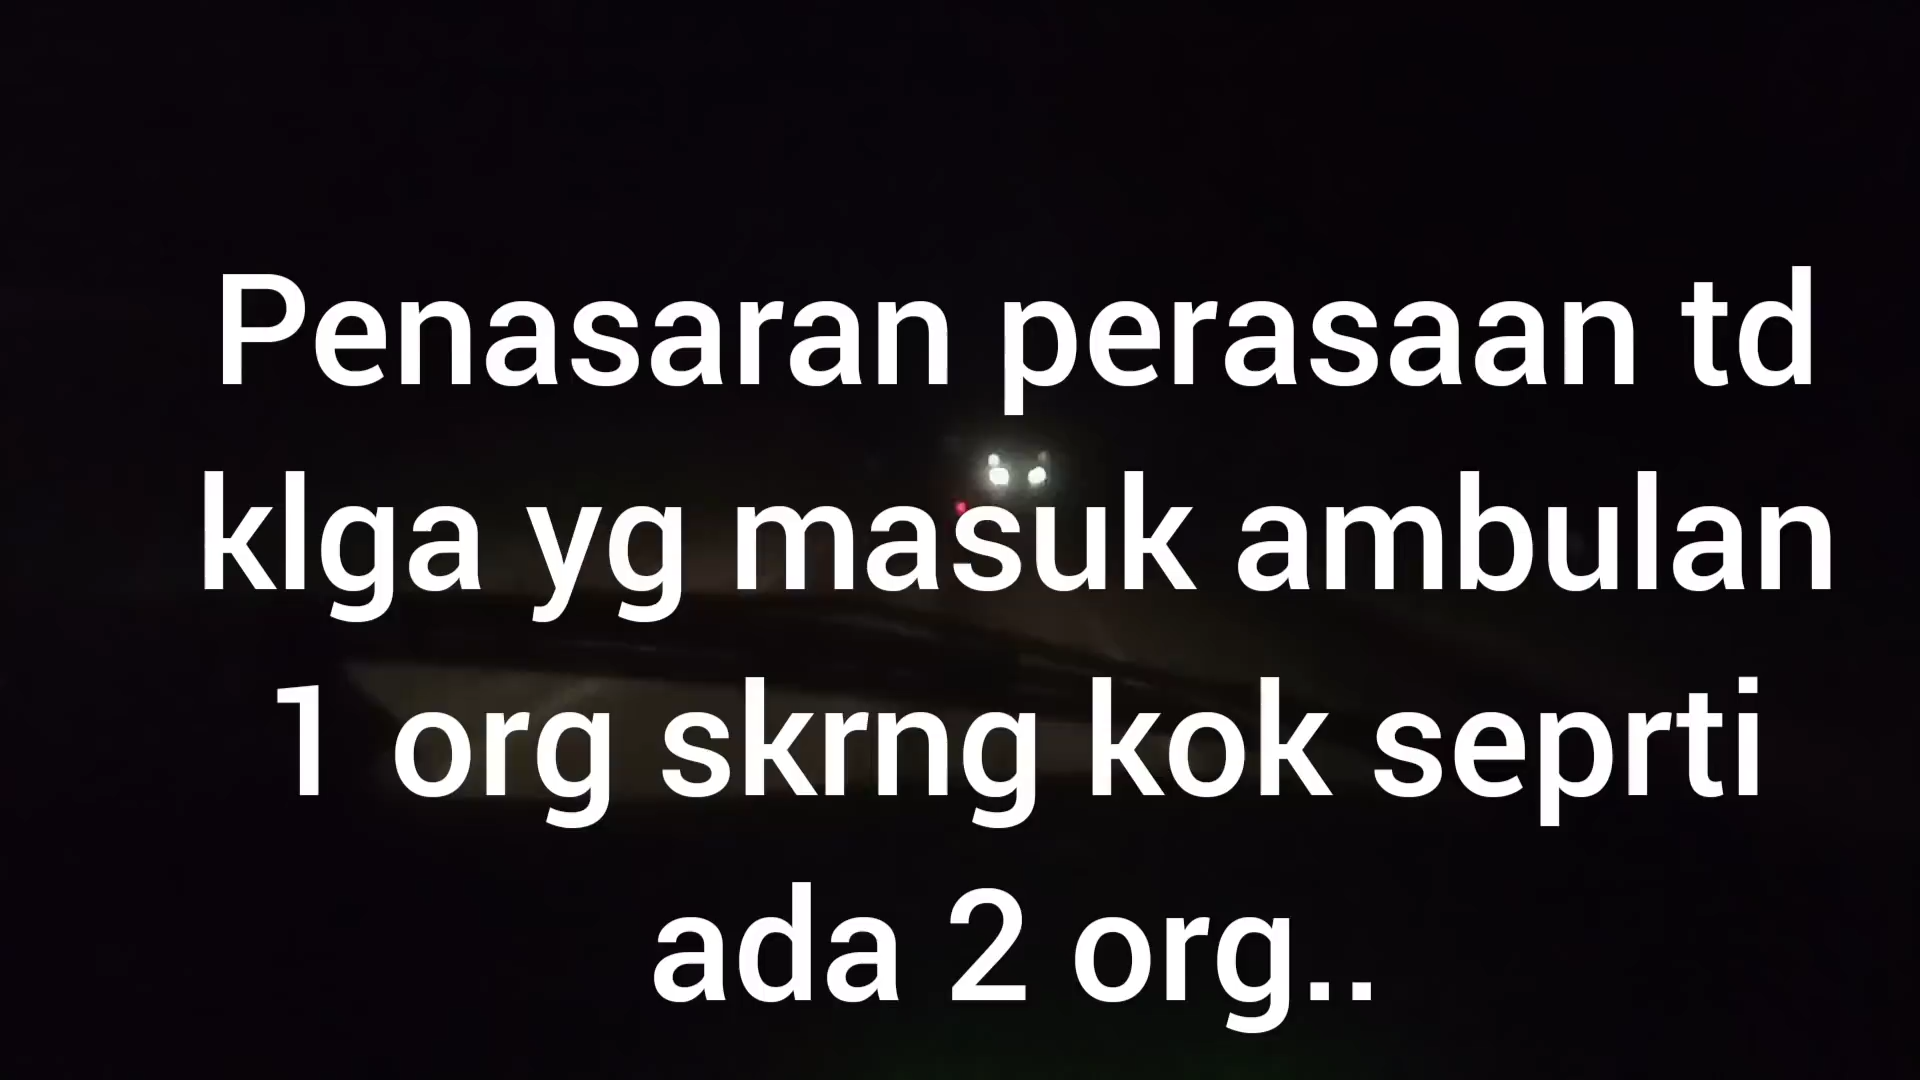 Penasaran perasaan td
klga yg masuk ambulan
1 org skrng kok seprti
ada 2 org..